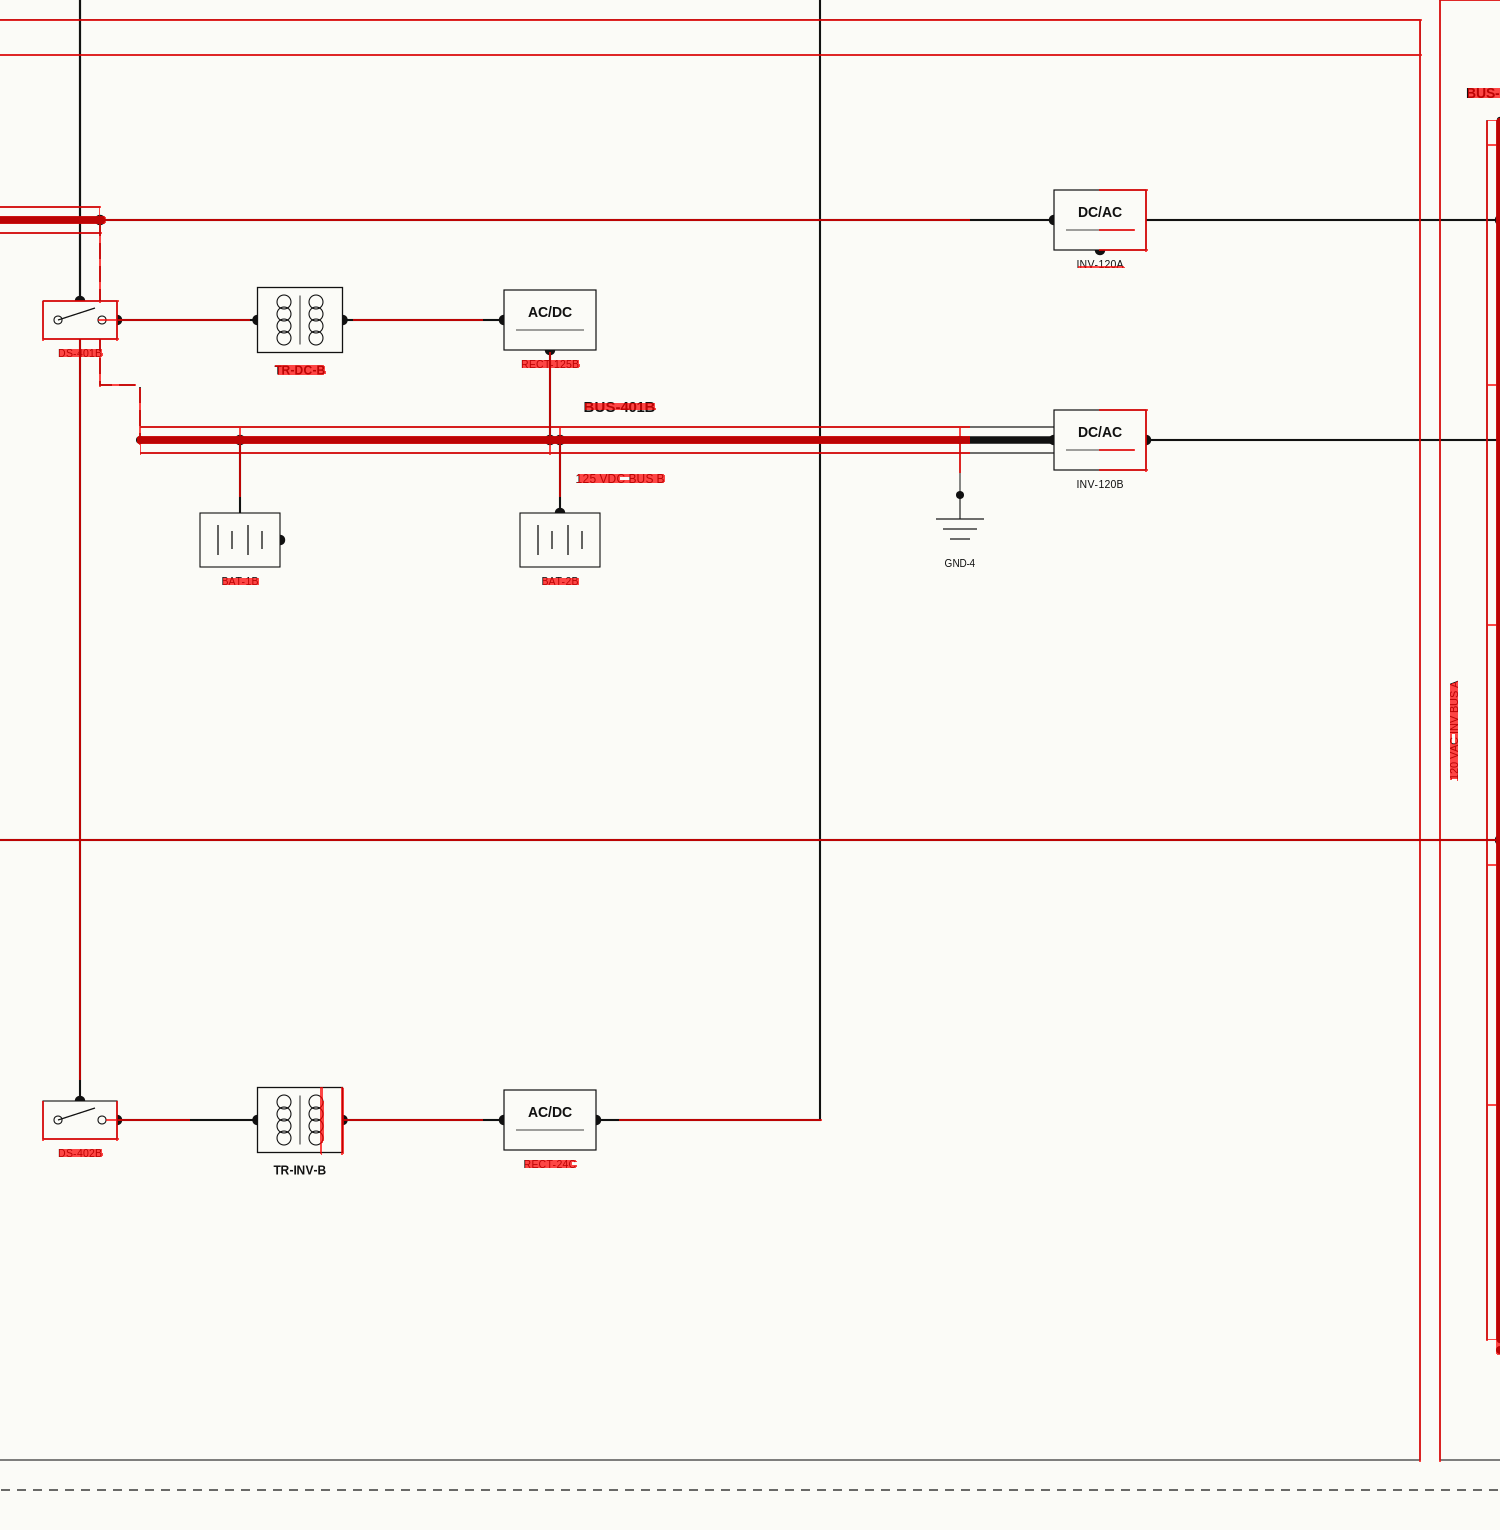 BUS-
DC/AC
INV-120A
DS-401B
TR-DC-B
AC/DC
RECT-125B
BUS-401B
DC/AC
INV-120B
125 VDC BUS B
BAT-1B
BAT-2B
GND-4
120 VAC INV BUS A
DS-402B
TR-INV-B
AC/DC
RECT-24C